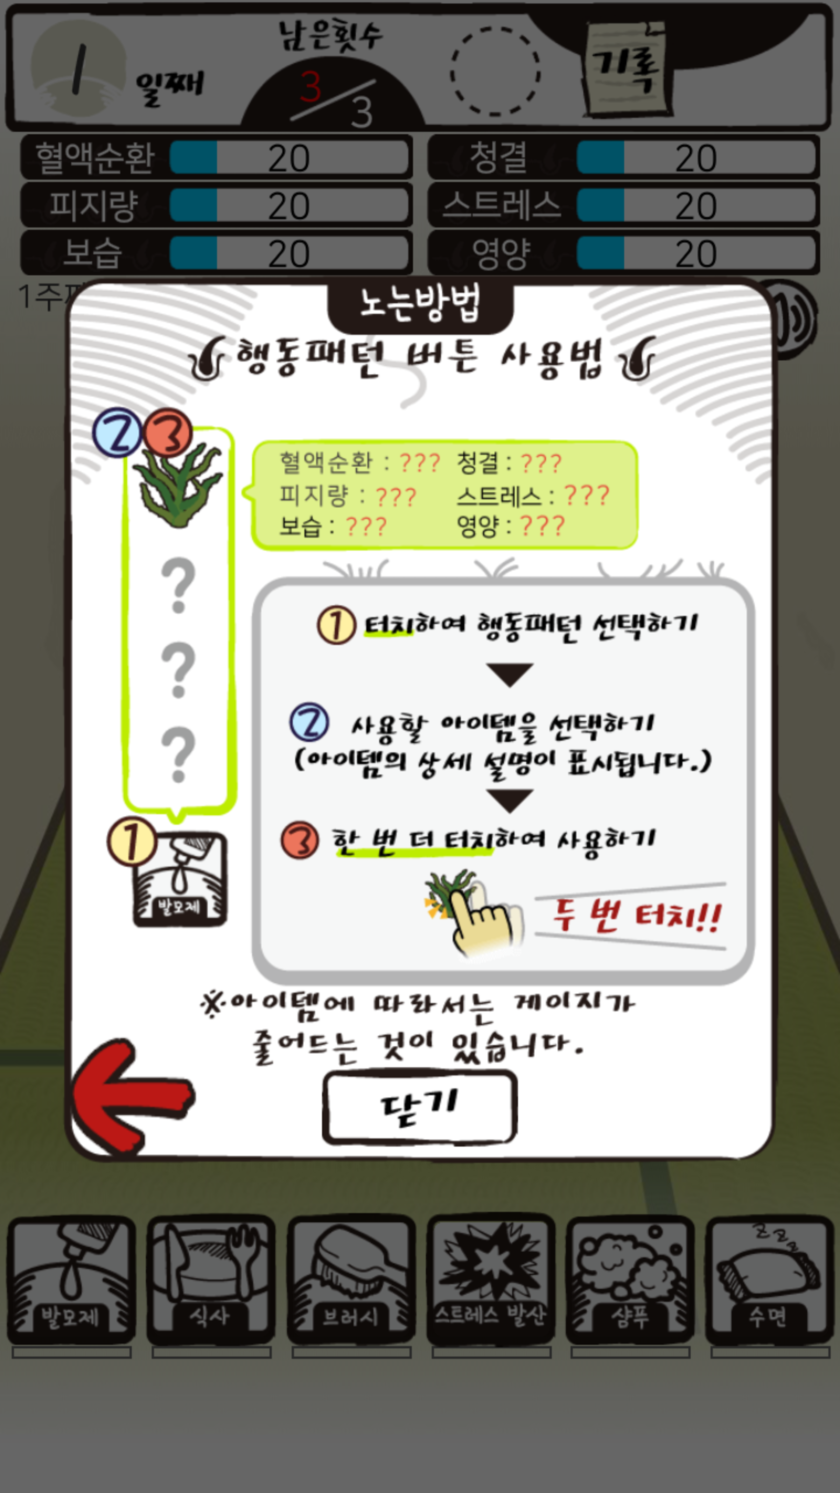 1 일째
남은횟수
3/3
기록
혈액순환 20
청결 20
피지량 20
스트레스 20
보습 20
영양 20
1주
노는방법
행동패턴 버튼 사용법
2 3
혈액순환 : ??? 청결 : ???
피지량 : ??? 스트레스 : ???
보습 : ??? 영양 : ???
?
?
?
1 터치하여 행동패턴 선택하기
2 사용할 아이템을 선택하기
(아이템의 상세 설명이 표시됩니다.)
3 한 번 더 터치하여 사용하기
1
발모제
두 번 터치!!
※아이템에 따라서는 게이지가
줄어드는 것이 있습니다.
닫기
zzz
발모제
식사
브러시
스트레스 발산
샴푸
수면